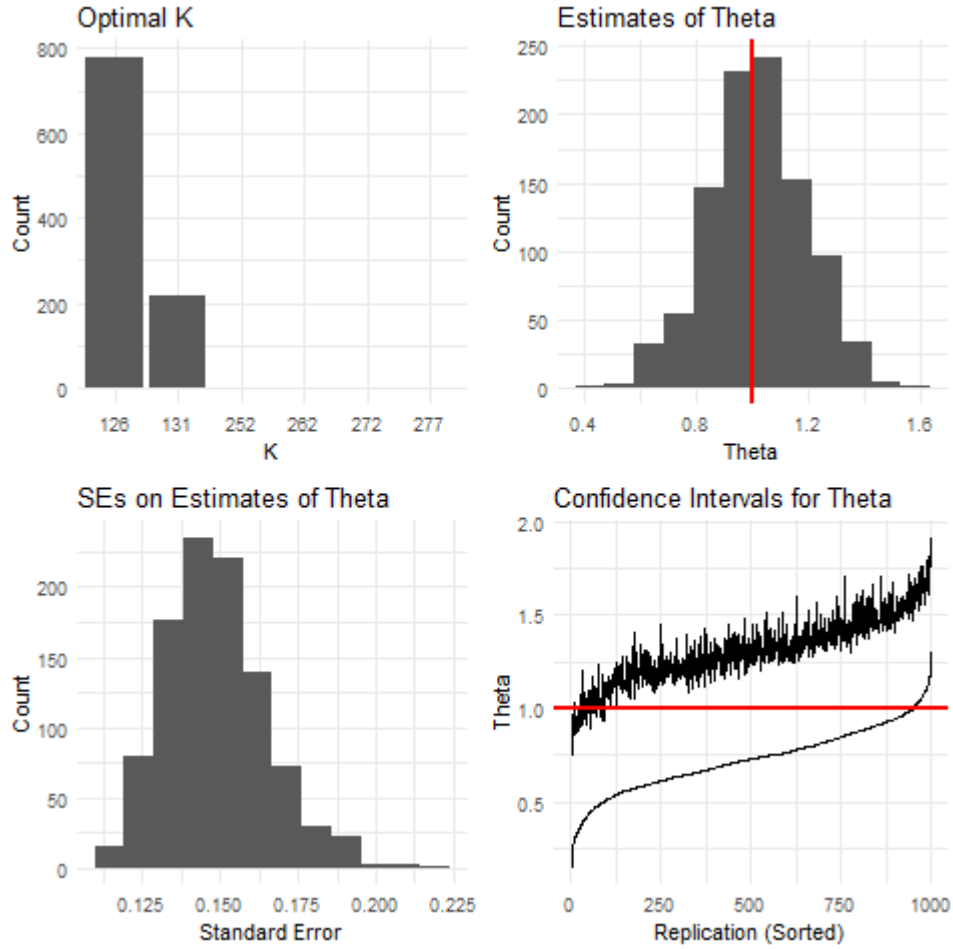 Optimal K
800
600
400
200
0
Count
126 131 252 262 272 277
K
Estimates of Theta
250
200
150
100
50
0
Count
0.4 0.8 1.2 1.6
Theta
SEs on Estimates of Theta
200
150
100
50
0
Count
0.125 0.150 0.175 0.200 0.225
Standard Error
Confidence Intervals for Theta
2.0
1.5
1.0
0.5
Theta
0 250 500 750 1000
Replication (Sorted)